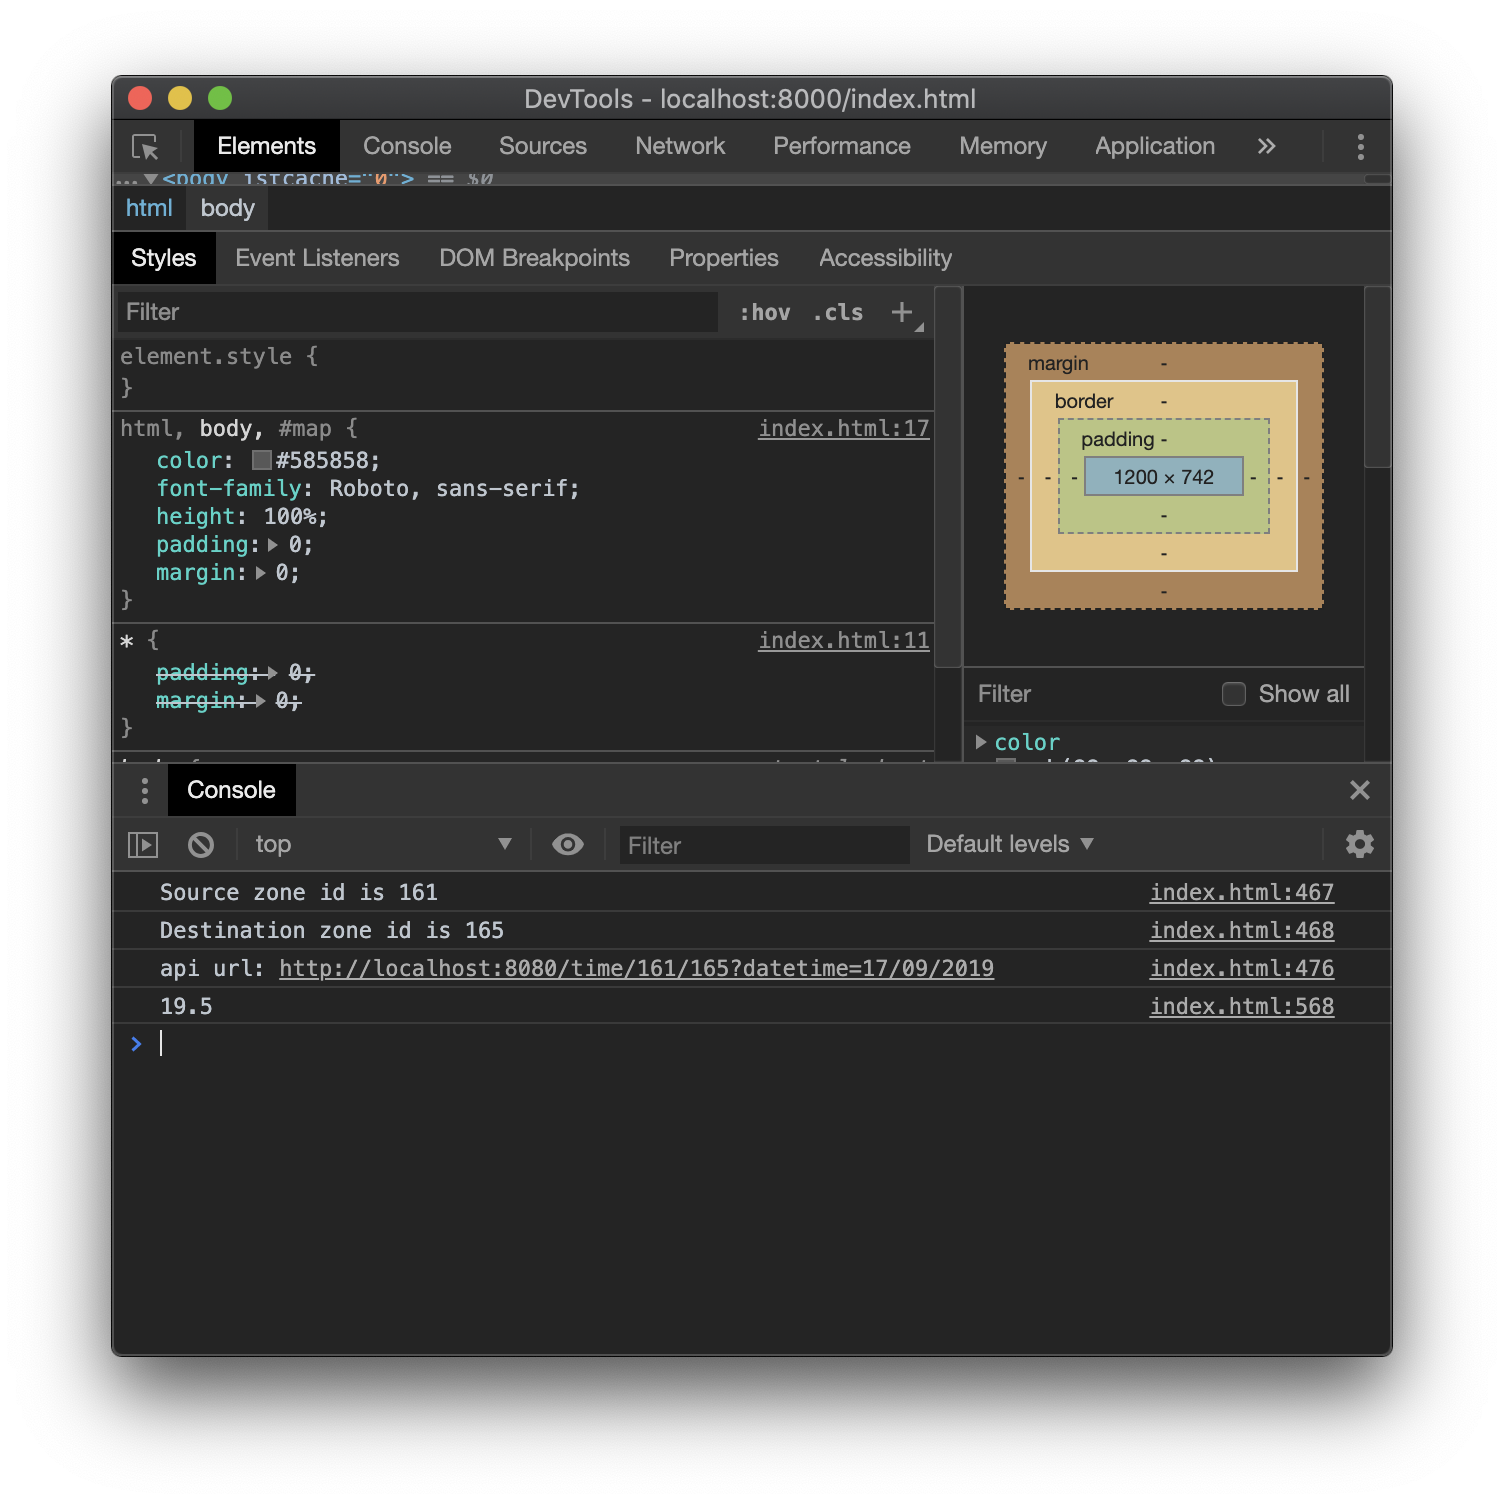 DevTools - localhost:8000/index.html
Elements Console Sources Network Performance Memory Application »
… ▼<body jstcache="0"> == $0
html body
Styles Event Listeners DOM Breakpoints Properties Accessibility
Filter :hov .cls +
element.style {
}
html, body, #map { index.html:17
color: #585858;
font-family: Roboto, sans-serif;
height: 100%;
padding: ▶ 0;
margin: ▶ 0;
}
* { index.html:11
padding: ▶ 0;
margin: ▶ 0;
}
margin -
border -
padding -
- - - 1200 × 742 - - -
-
-
-
Filter Show all
▶ color
Console ×
top ▼ Filter Default levels ▼
Source zone id is 161 index.html:467
Destination zone id is 165 index.html:468
api url: http://localhost:8080/time/161/165?datetime=17/09/2019 index.html:476
19.5 index.html:568
>